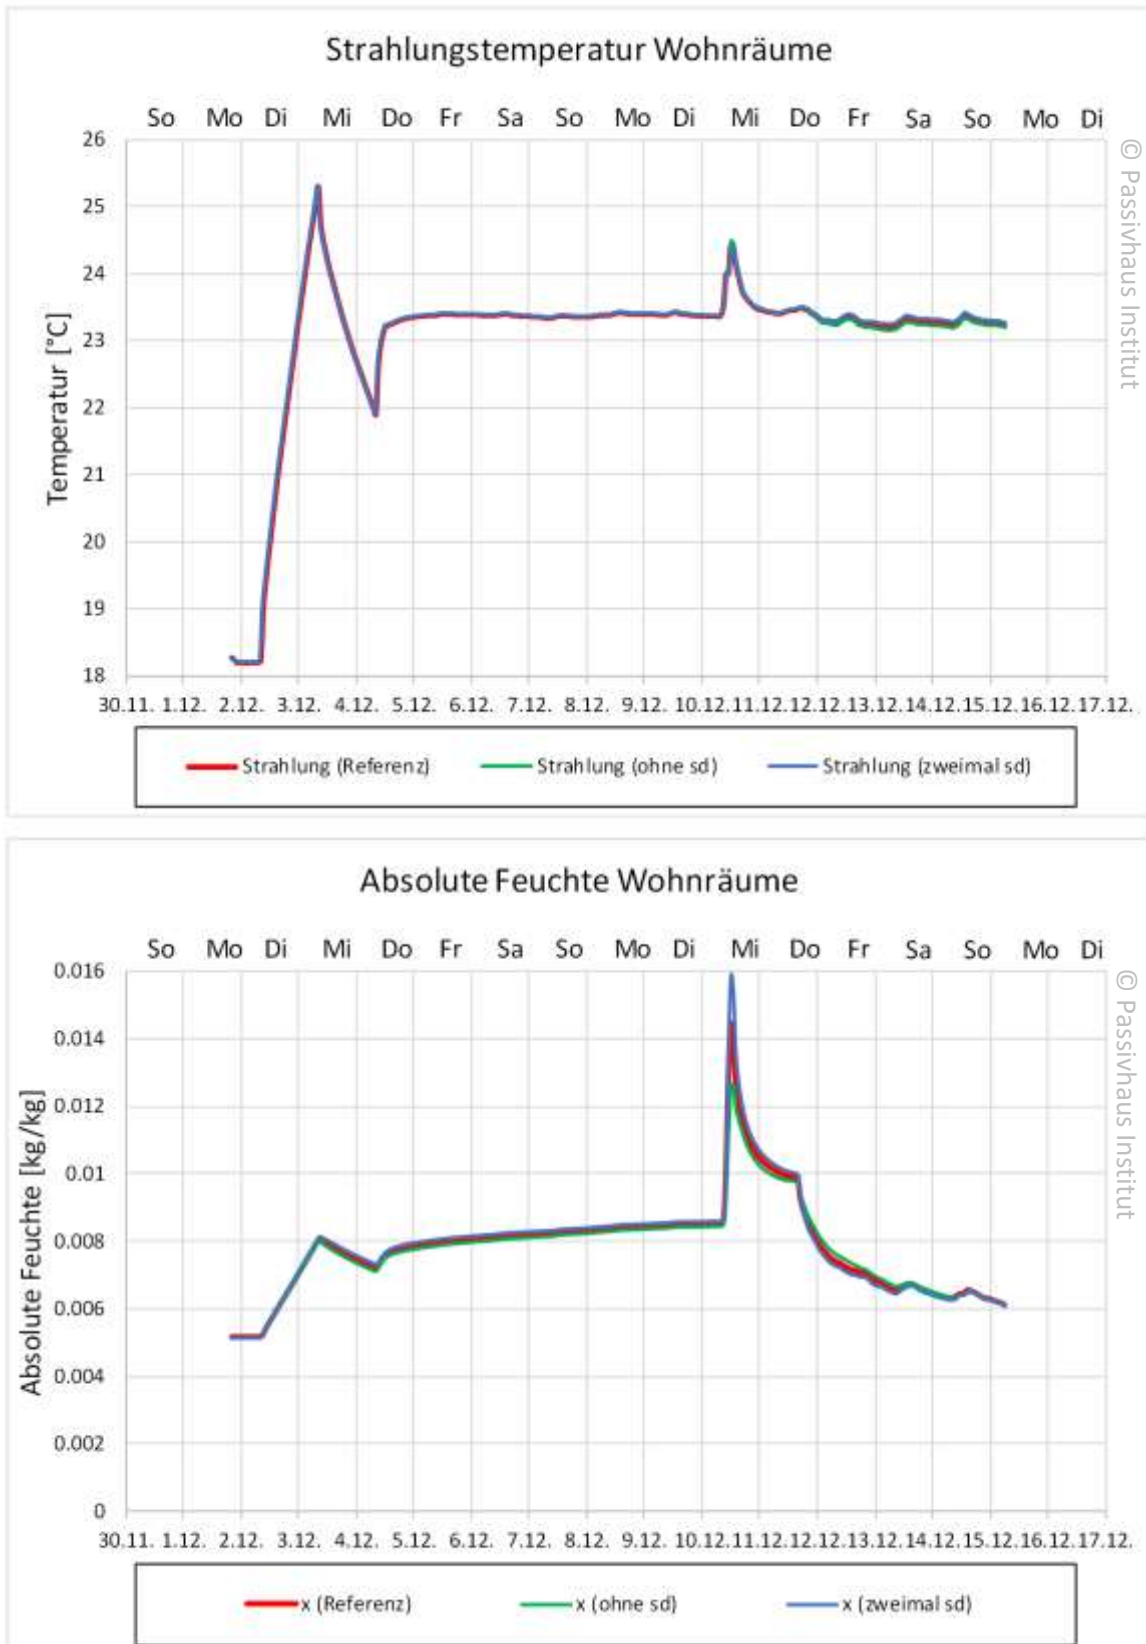 Strahlungstemperatur Wohnräume
So Mo Di Mi Do Fr Sa So Mo Di Mi Do Fr Sa So Mo Di
26
25
24
23
22
21
20
19
18
Temperatur [°C]
30.11. 1.12. 2.12. 3.12. 4.12. 5.12. 6.12. 7.12. 8.12. 9.12. 10.12.11.12.12.12.13.12.14.12.15.12.16.12.17.12.
Strahlung (Referenz) Strahlung (ohne sd) Strahlung (zweimal sd)
© Passivhaus Institut
Absolute Feuchte Wohnräume
So Mo Di Mi Do Fr Sa So Mo Di Mi Do Fr Sa So Mo Di
0.016
0.014
0.012
0.01
0.008
0.006
0.004
0.002
0
Absolute Feuchte [kg/kg]
30.11. 1.12. 2.12. 3.12. 4.12. 5.12. 6.12. 7.12. 8.12. 9.12. 10.12.11.12.12.12.13.12.14.12.15.12.16.12.17.12.
x (Referenz) x (ohne sd) x (zweimal sd)
© Passivhaus Institut